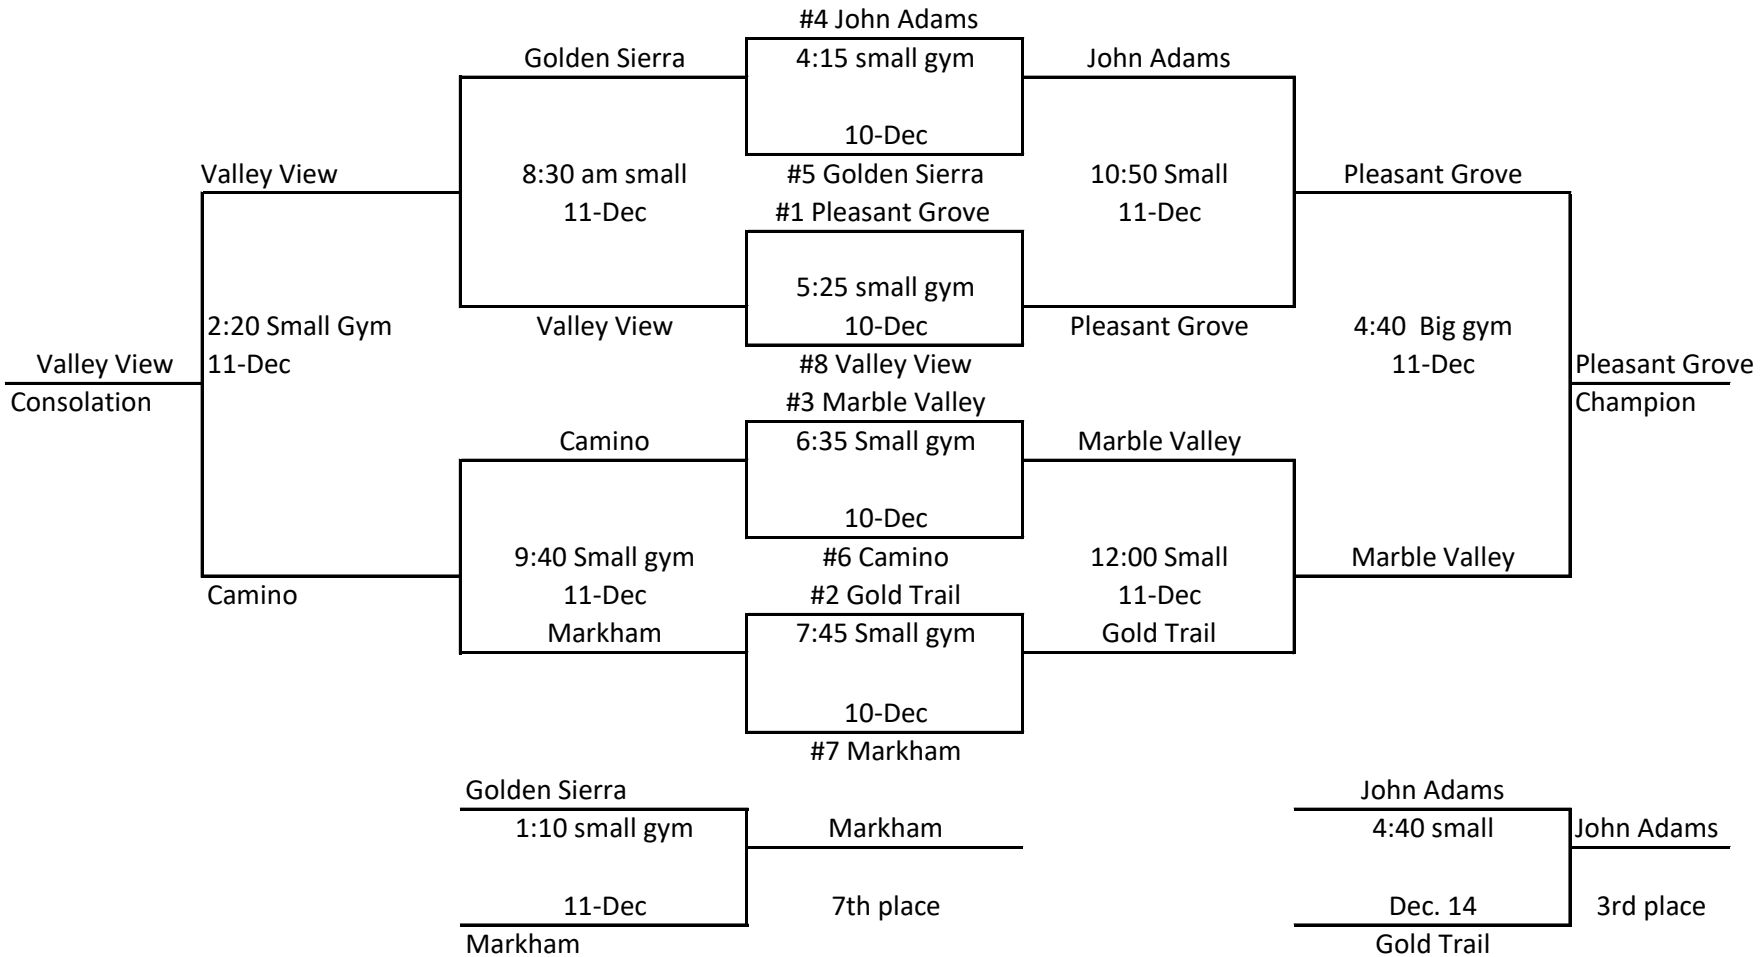 #4 John Adams
Golden Sierra
4:15 small gym
John Adams
10-Dec
Valley View
8:30 am small
#5 Golden Sierra
10:50 Small
Pleasant Grove
11-Dec
#1 Pleasant Grove
11-Dec
5:25 small gym
2:20 Small Gym
Valley View
10-Dec
Pleasant Grove
4:40 Big gym
Valley View
11-Dec
#8 Valley View
11-Dec
Pleasant Grove
Consolation
#3 Marble Valley
Champion
Camino
6:35 Small gym
Marble Valley
10-Dec
9:40 Small gym
#6 Camino
12:00 Small
Marble Valley
Camino
11-Dec
#2 Gold Trail
11-Dec
Markham
7:45 Small gym
Gold Trail
10-Dec
#7 Markham
Golden Sierra
John Adams
1:10 small gym
Markham
4:40 small
John Adams
11-Dec
7th place
Dec. 14
3rd place
Markham
Gold Trail